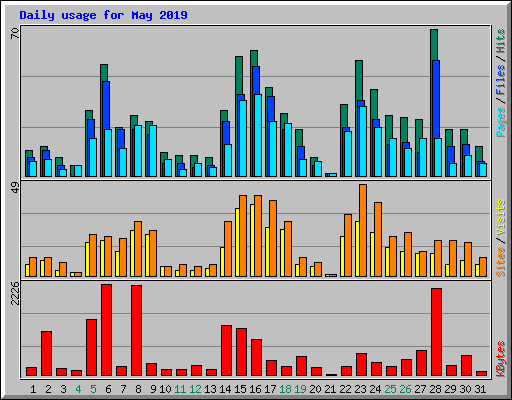 Daily usage for May 2019
70
Pages / Files / Hits
49
Sites / Visits
2226
KBytes
1 2 3 4 5 6 7 8 9 10 11 12 13 14 15 16 17 18 19 20 21 22 23 24 25 26 27 28 29 30 31